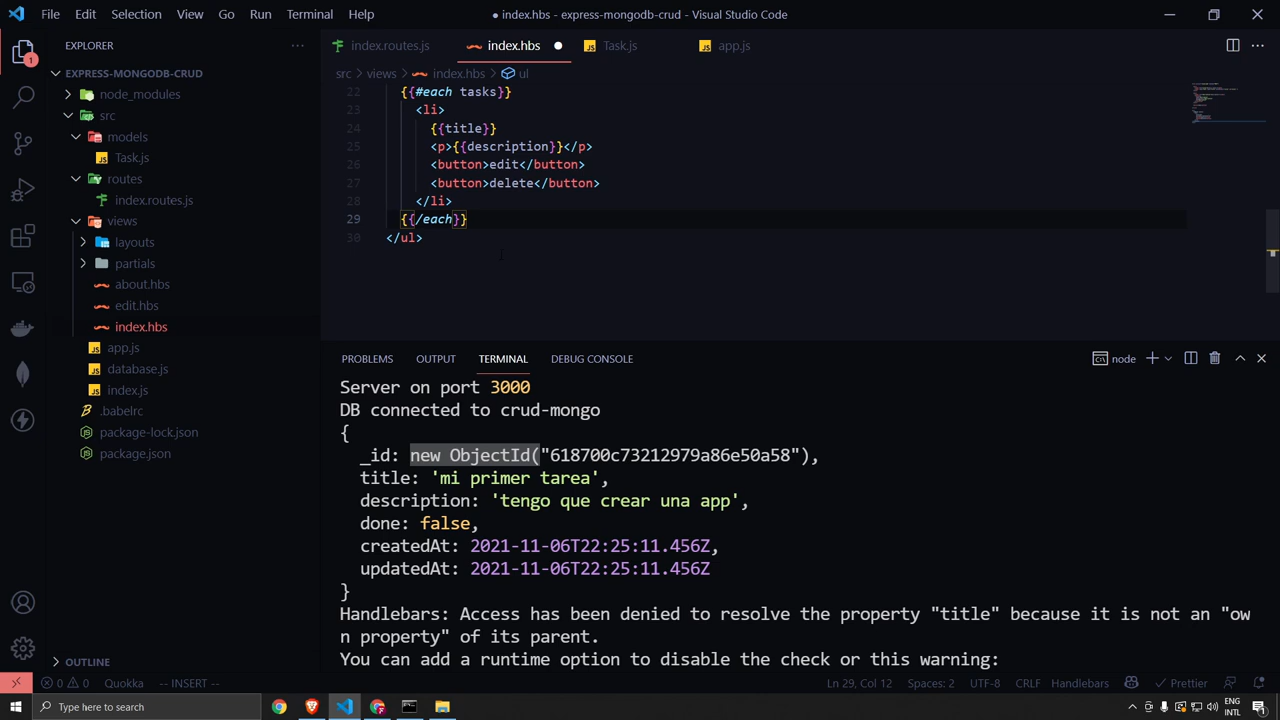 File Edit Selection View Go Run Terminal Help
● index.hbs - express-mongodb-crud - Visual Studio Code
EXPLORER
index.routes.js index.hbs Task.js app.js
1
EXPRESS-MONGODB-CRUD
src views index.hbs ul
node_modules
src
models
Task.js
routes
index.routes.js
views
layouts
partials
about.hbs
edit.hbs
index.hbs
app.js
database.js
index.js
.babelrc
package-lock.json
package.json
OUTLINE
22 {{#each tasks}}
23 <li>
24 {{title}}
25 <p>{{description}}</p>
26 <button>edit</button>
27 <button>delete</button>
28 </li>
29 {{/each}}
30 </ul>
PROBLEMS OUTPUT TERMINAL DEBUG CONSOLE
node
Server on port 3000
DB connected to crud-mongo
{
_id: new ObjectId("618700c73212979a86e50a58"),
title: 'mi primer tarea',
description: 'tengo que crear una app',
done: false,
createdAt: 2021-11-06T22:25:11.456Z,
updatedAt: 2021-11-06T22:25:11.456Z
}
Handlebars: Access has been denied to resolve the property "title" because it is not an "ow
n property" of its parent.
You can add a runtime option to disable the check or this warning:
0 0 Quokka -- INSERT -- Ln 29, Col 12 Spaces: 2 UTF-8 CRLF Handlebars Prettier
Type here to search
ENG
INTL
1